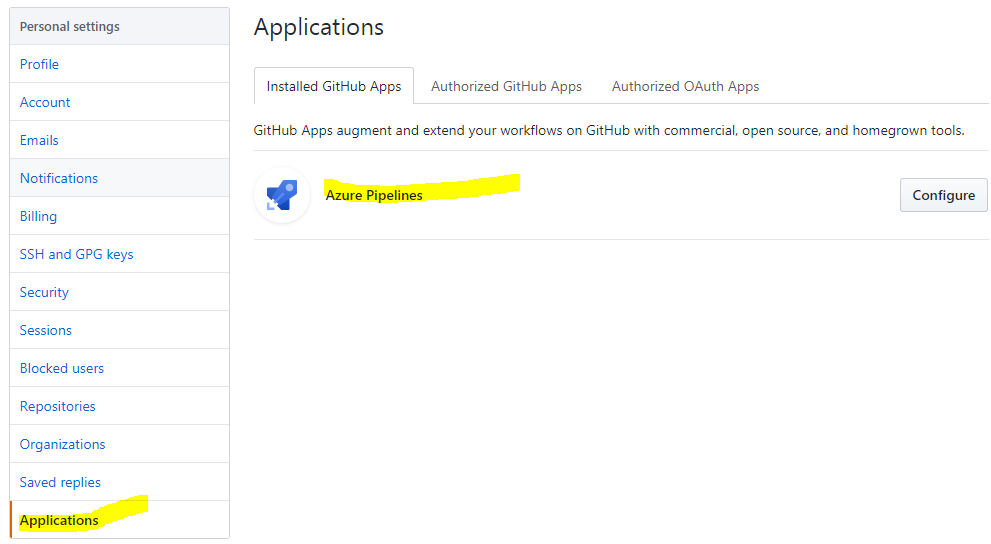 Personal settings
Profile
Account
Emails
Notifications
Billing
SSH and GPG keys
Security
Sessions
Blocked users
Repositories
Organizations
Saved replies
Applications
Applications
Installed GitHub Apps
Authorized GitHub Apps
Authorized OAuth Apps
GitHub Apps augment and extend your workflows on GitHub with commercial, open source, and homegrown tools.
Azure Pipelines
Configure